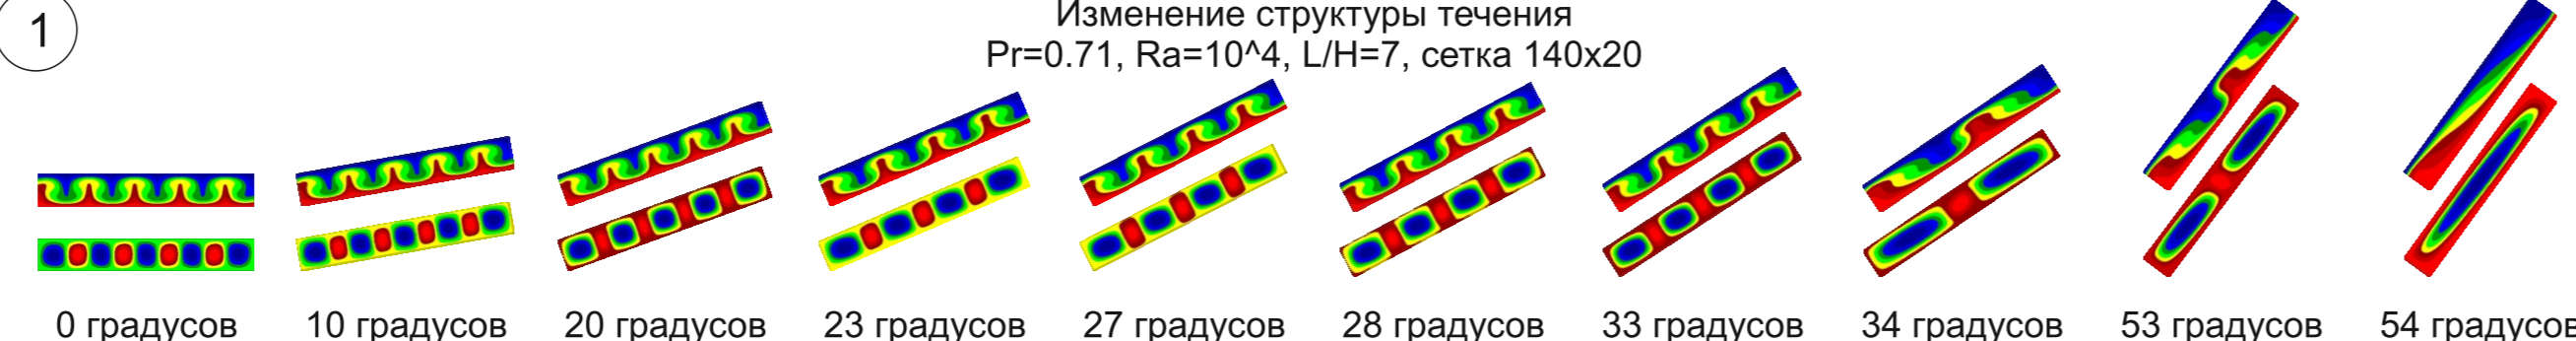 1
Изменение структуры течения
Pr=0.71, Ra=10^4, L/H=7, сетка 140x20
0 градусов
10 градусов
20 градусов
23 градусов
27 градусов
28 градусов
33 градусов
34 градусов
53 градусов
54 градусов